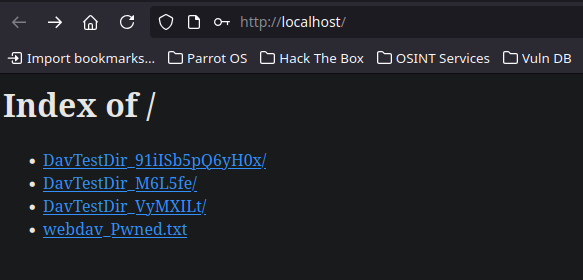 http://localhost/
Import bookmarks... Parrot OS Hack The Box OSINT Services Vuln DB
Index of /
DavTestDir_91iISb5pQ6yH0x/
DavTestDir_M6L5fe/
DavTestDir_VyMXILt/
webdav_Pwned.txt